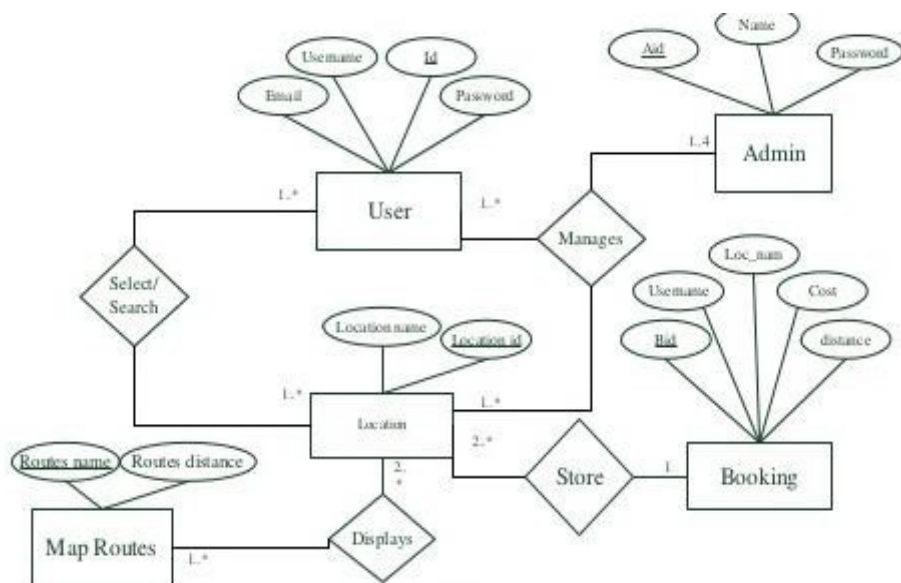 Name
Username
Id
Aid
Password
Email
Password
1..4
Admin
1..*
User
1..*
Manages
Loc_nam
Select/
Search
Username
Cost
Location name
Location id
Bid
distance
1..*
Location
1..*
2..*
Routes name
Routes distance
2.
.*
Store
1
Booking
Map Routes
1..*
Displays